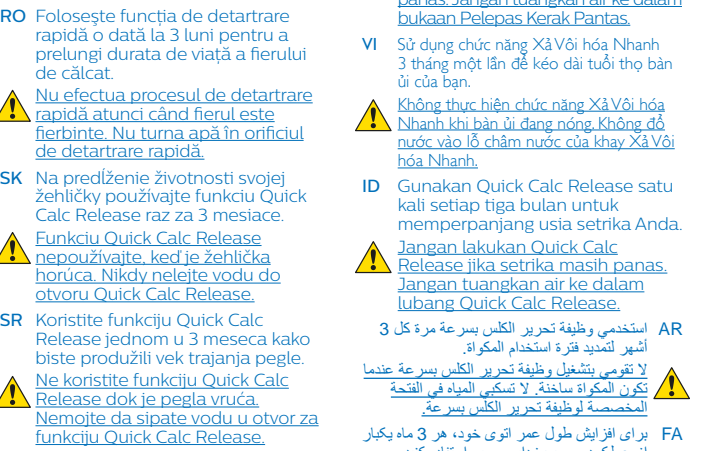 RO Foloseşte funcţia de detartrare
rapidă o dată la 3 luni pentru a
prelungi durata de viaţă a fierului
de călcat.
Nu efectua procesul de detartrare
rapidă atunci când fierul este
fierbinte. Nu turna apă în orificiul
de detartrare rapidă.
SK Na predĺženie životnosti svojej
žehličky používajte funkciu Quick
Calc Release raz za 3 mesiace.
Funkciu Quick Calc Release
nepoužívajte, keď je žehlička
horúca. Nikdy nelejte vodu do
otvoru Quick Calc Release.
SR Koristite funkciju Quick Calc
Release jednom u 3 meseca kako
biste produžili vek trajanja pegle.
Ne koristite funkciju Quick Calc
Release dok je pegla vruća.
Nemojte da sipate vodu u otvor za
funkciju Quick Calc Release.
panas. Jangan tuangkan air ke dalam
bukaan Pelepas Kerak Pantas.
VI Sử dụng chức năng Xả Vôi hóa Nhanh
3 tháng một lần để kéo dài tuổi thọ bàn
ủi của bạn.
Không thực hiện chức năng Xả Vôi hóa
Nhanh khi bàn ủi đang nóng. Không đổ
nước vào lỗ châm nước của khay Xả Vôi
hóa Nhanh.
ID Gunakan Quick Calc Release satu
kali setiap tiga bulan untuk
memperpanjang usia setrika Anda.
Jangan lakukan Quick Calc
Release jika setrika masih panas.
Jangan tuangkan air ke dalam
lubang Quick Calc Release.
AR استخدمي وظيفة تحرير الكلس بسرعة مرة كل 3
أشهر لتمديد فترة استخدام المكواة.
لا تقومي بتشغيل وظيفة تحرير الكلس بسرعة عندما
تكون المكواة ساخنة. لا تسكبي المياه في الفتحة
المخصصة لوظيفة تحرير الكلس بسرعة.
FA برای افزایش طول عمر اتوی خود، هر 3 ماه یکبار